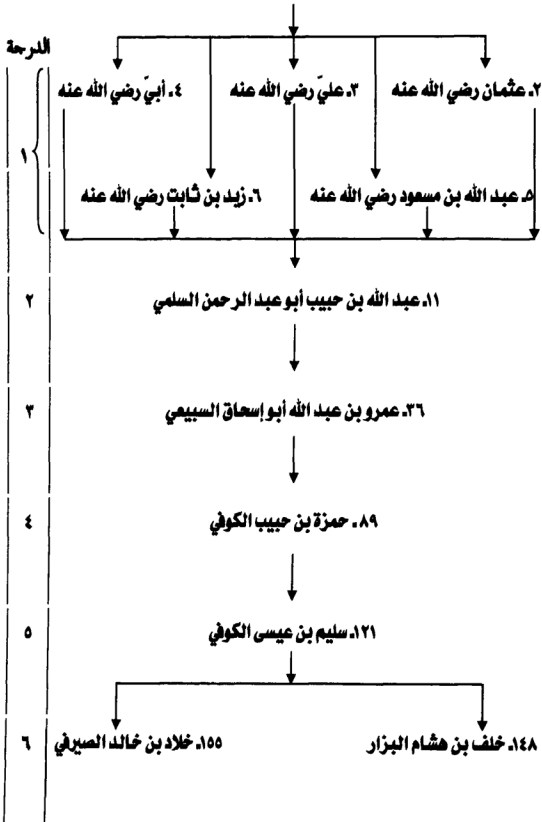 الدرجة
٢. عثمان رضي الله عنه ٣. عليّ رضي الله عنه ٤. أبيّ رضي الله عنه
١
٥. عبد الله بن مسعود رضي الله عنه ٦. زيد بن ثابت رضي الله عنه
١١. عبد الله بن حبيب أبو عبد الرحمن السلمي ٢
٣٦. عمرو بن عبد الله أبو إسحاق السبيعي ٣
٨٩. حمزة بن حبيب الكوفي ٤
١٢١. سليم بن عيسى الكوفي ٥
١٤٨. خلف بن هشام البزار ١٥٥. خلاد بن خالد الصيرفي ٦